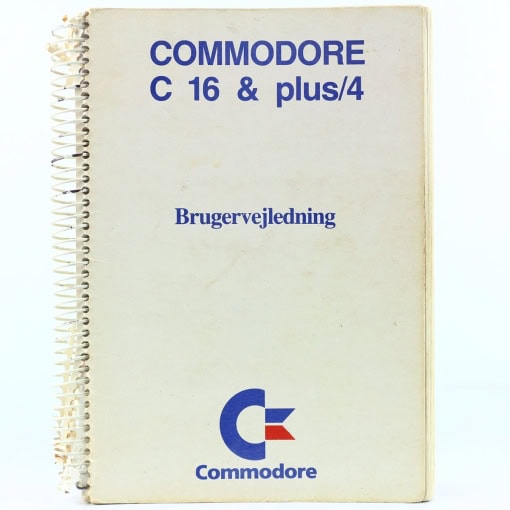 COMMODORE
C 16 & plus/4
Brugervejledning
Commodore